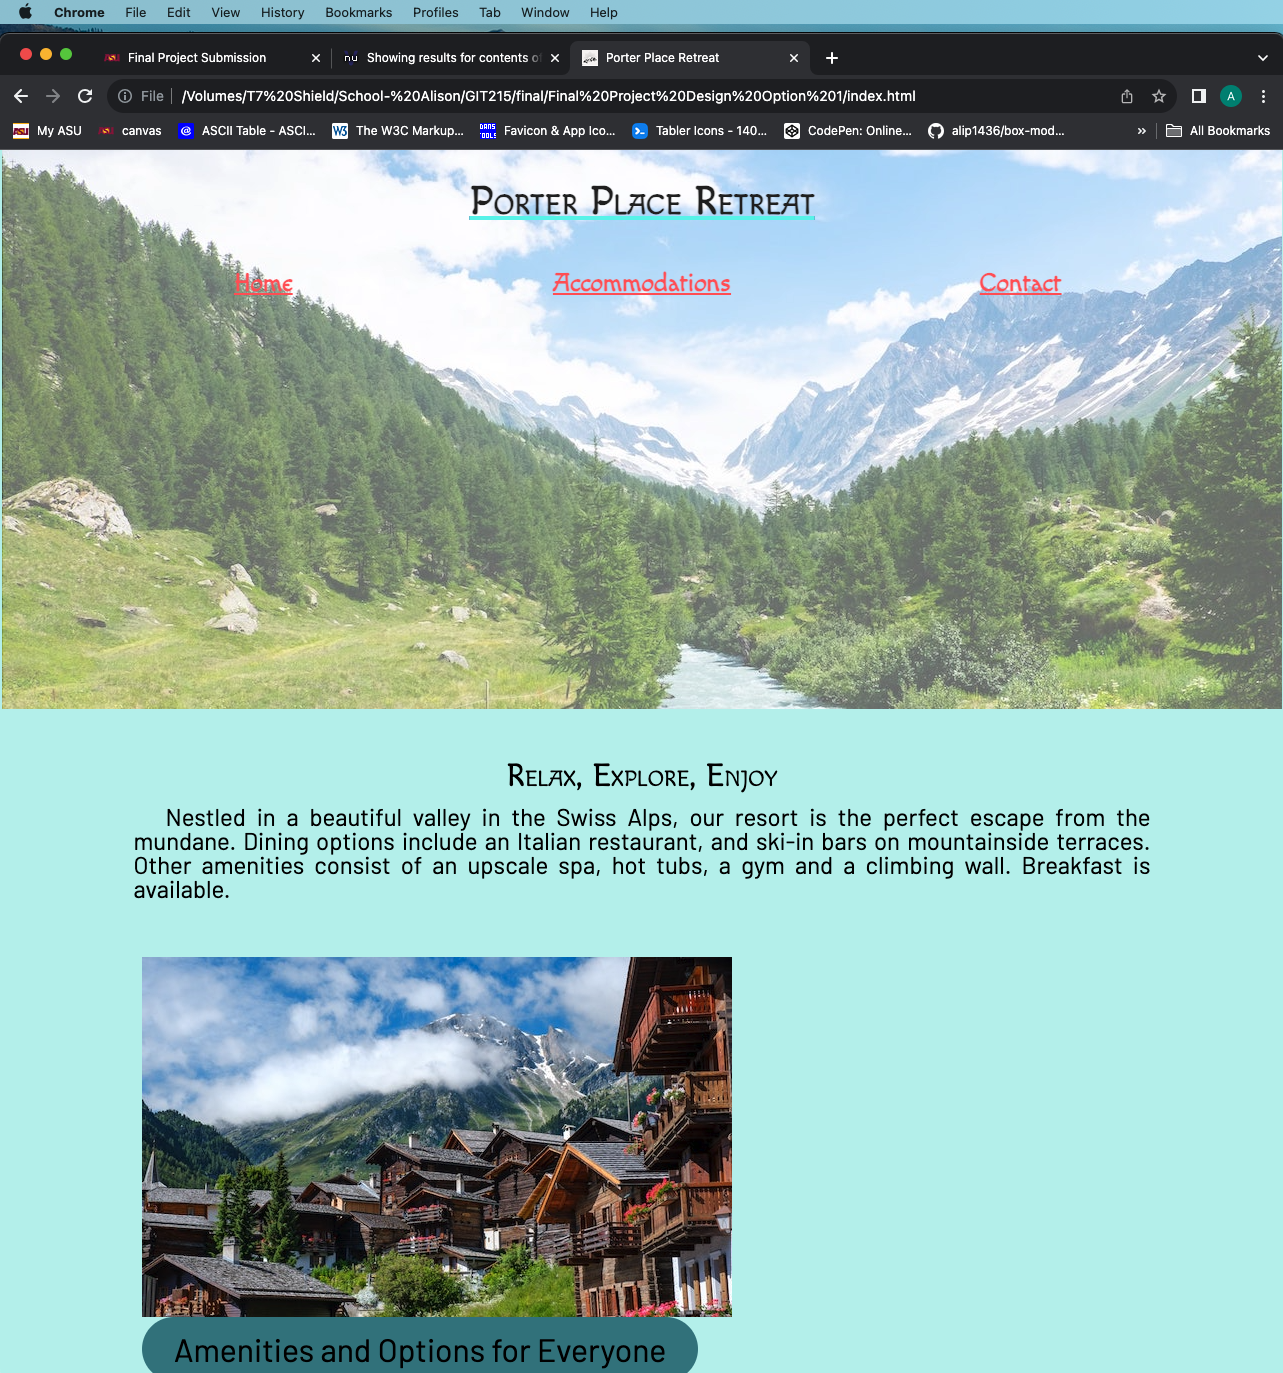 Chrome File Edit View History Bookmarks Profiles Tab Window Help
Final Project Submission Showing results for contents o Porter Place Retreat
File /Volumes/T7%20Shield/School-%20Alison/GIT215/final/Final%20Project%20Design%20Option%201/index.html A
My ASU canvas ASCII Table - ASCI... The W3C Markup... Favicon & App Ico... Tabler Icons - 140... CodePen: Online... alip1436/box-mod... » All Bookmarks
Porter Place Retreat
Home Accommodations Contact
Relax, Explore, Enjoy
Nestled in a beautiful valley in the Swiss Alps, our resort is the perfect escape from the
mundane. Dining options include an Italian restaurant, and ski-in bars on mountainside terraces.
Other amenities consist of an upscale spa, hot tubs, a gym and a climbing wall. Breakfast is
available.
Amenities and Options for Everyone